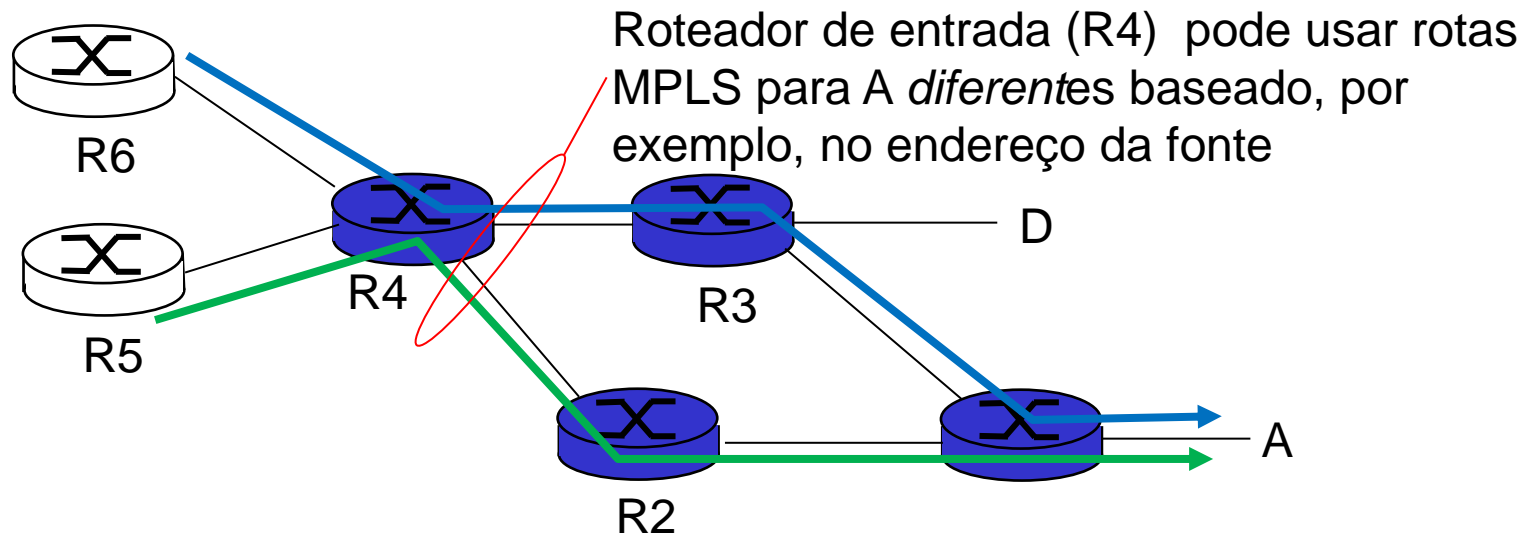 Roteador de entrada (R4) pode usar rotas
MPLS para A diferentes baseado, por
exemplo, no endereço da fonte
R6
D
R4
R3
R5
A
R2